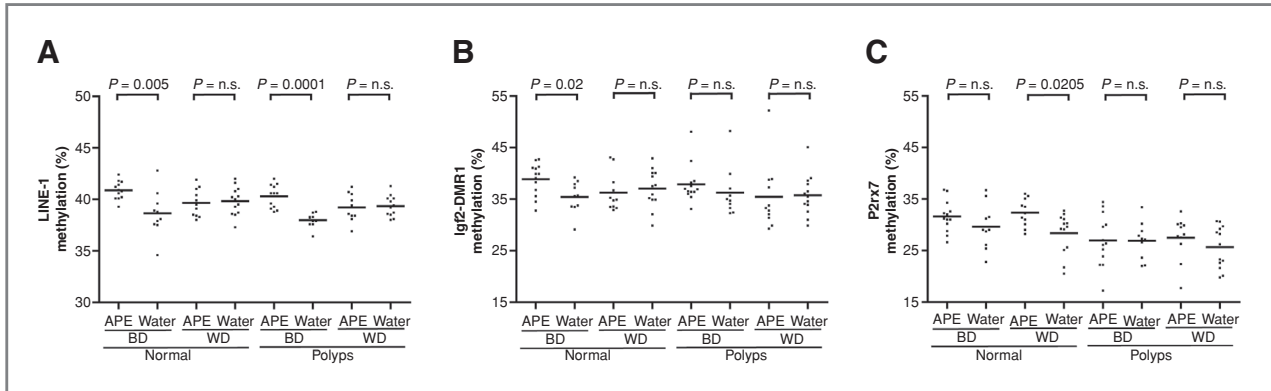 A
P = 0.005 P = n.s. P = 0.0001 P = n.s.
50
45
40
35
30
LINE-1
methylation (%)
APE Water APE Water APE Water APE Water
BD WD BD WD
Normal Polyps
B
P = 0.02 P = n.s. P = n.s. P = n.s.
55
45
35
25
15
Igf2-DMR1
methylation (%)
APE Water APE Water APE Water APE Water
BD WD BD WD
Normal Polyps
C
P = n.s. P = 0.0205 P = n.s. P = n.s.
55
45
35
25
15
P2rx7
methylation (%)
APE Water APE Water APE Water APE Water
BD WD BD WD
Normal Polyps